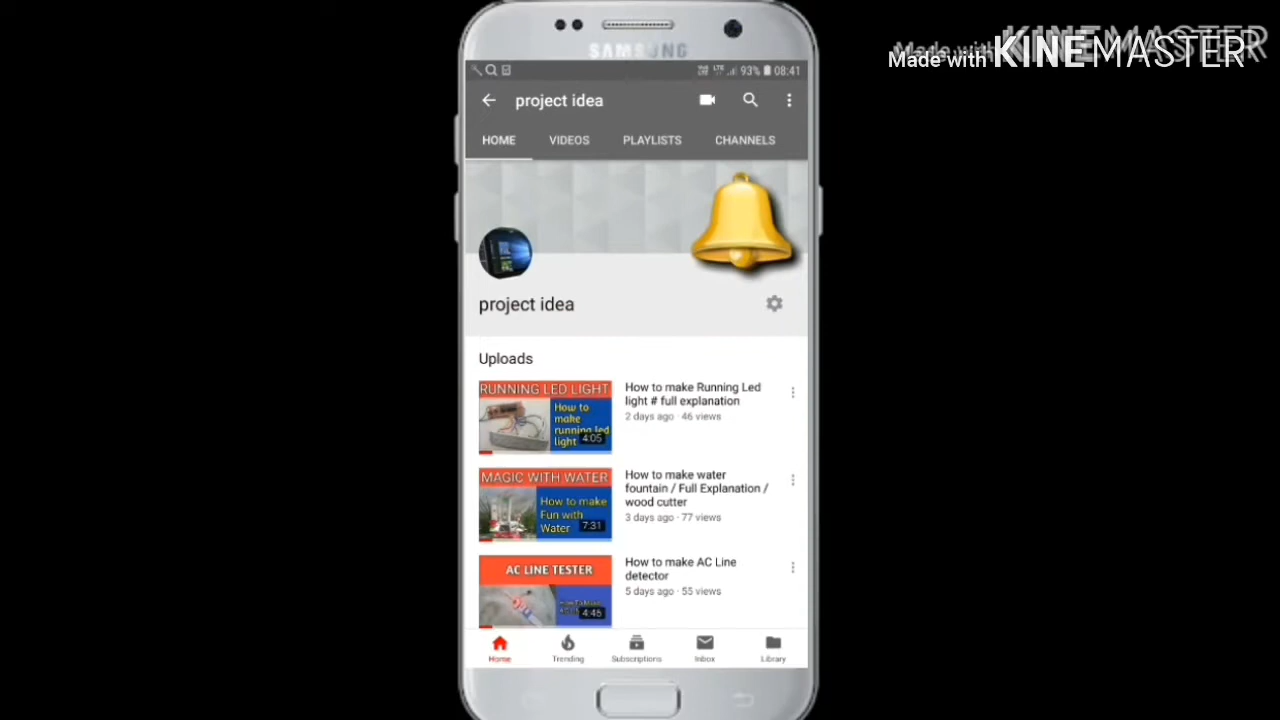 Made with KINEMASTER
SAMSUNG
93% 08:41
project idea
HOME VIDEOS PLAYLISTS CHANNELS
project idea
Uploads
RUNNING LED LIGHT
How to
make
running led
light 4:05
How to make Running Led
light # full explanation
2 days ago · 46 views
MAGIC WITH WATER
How to make
Fun with
Water 7:31
How to make water
fountain / Full Explanation /
wood cutter
3 days ago · 77 views
AC LINE TESTER
4:46
How to make AC Line
detector
5 days ago · 55 views
Home Trending Subscriptions Inbox Library